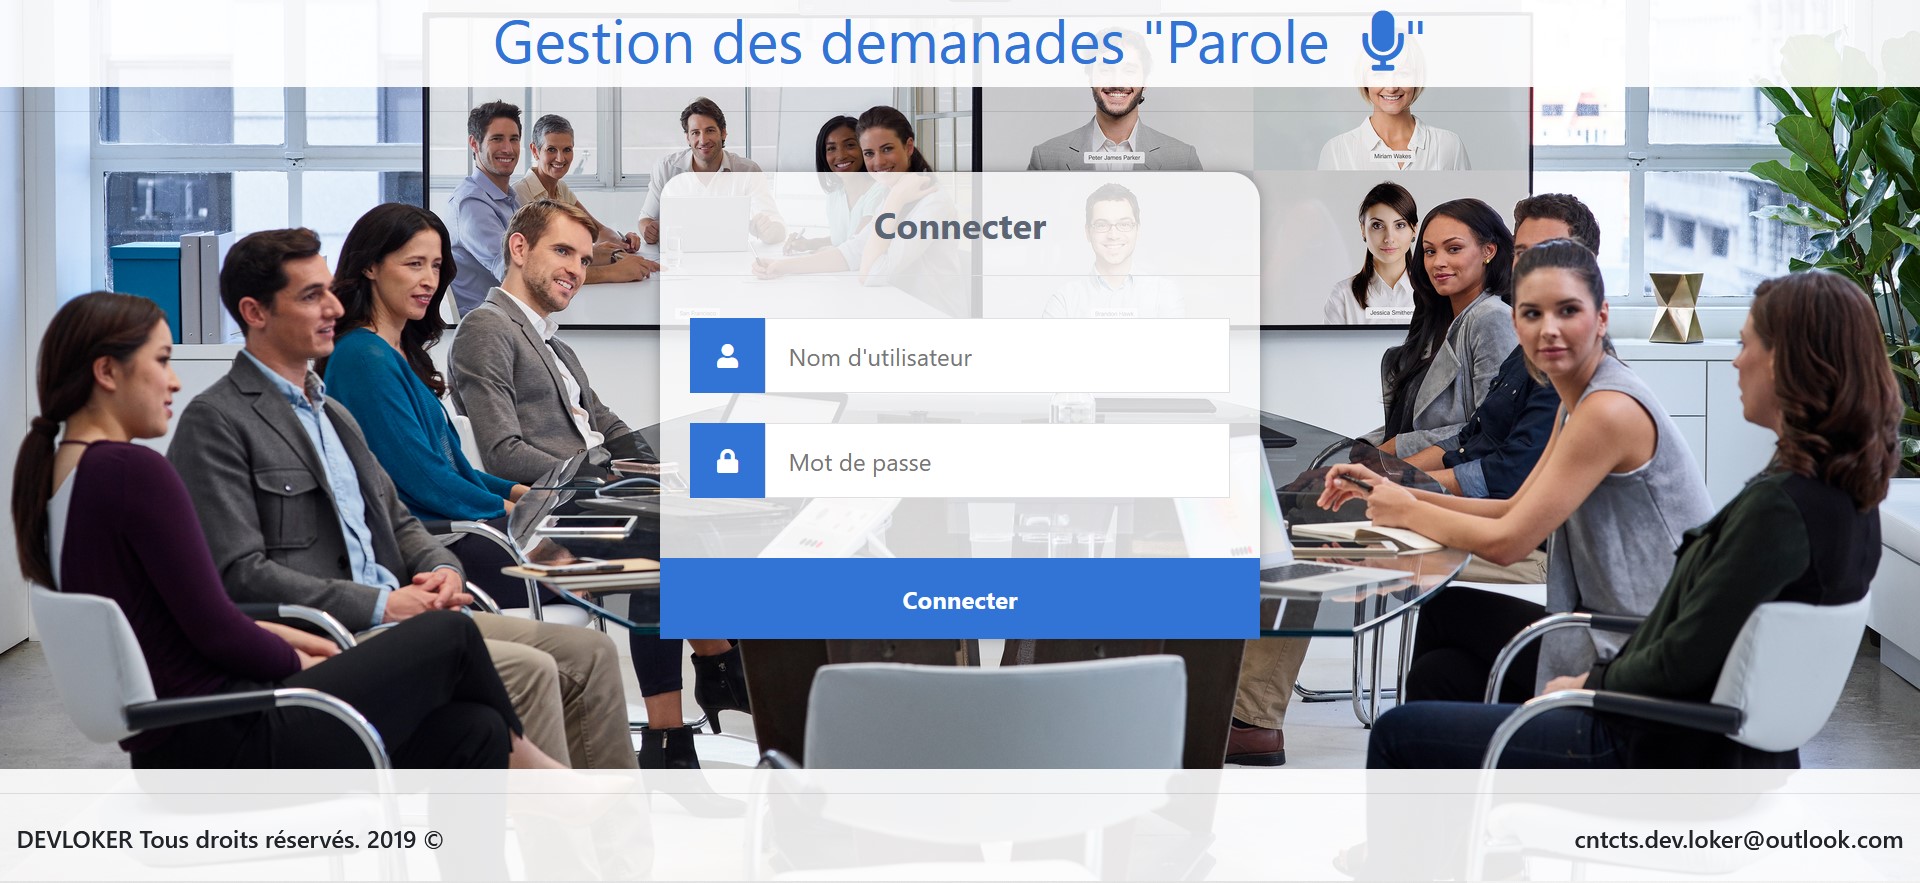 Gestion des demanades "Parole "
Peter James Parker
Miriam Wakes
Connecter
Jessica Smithers
Nom d'utilisateur
Mot de passe
Connecter
DEVLOKER Tous droits réservés. 2019 ©
cntcts.dev.loker@outlook.com